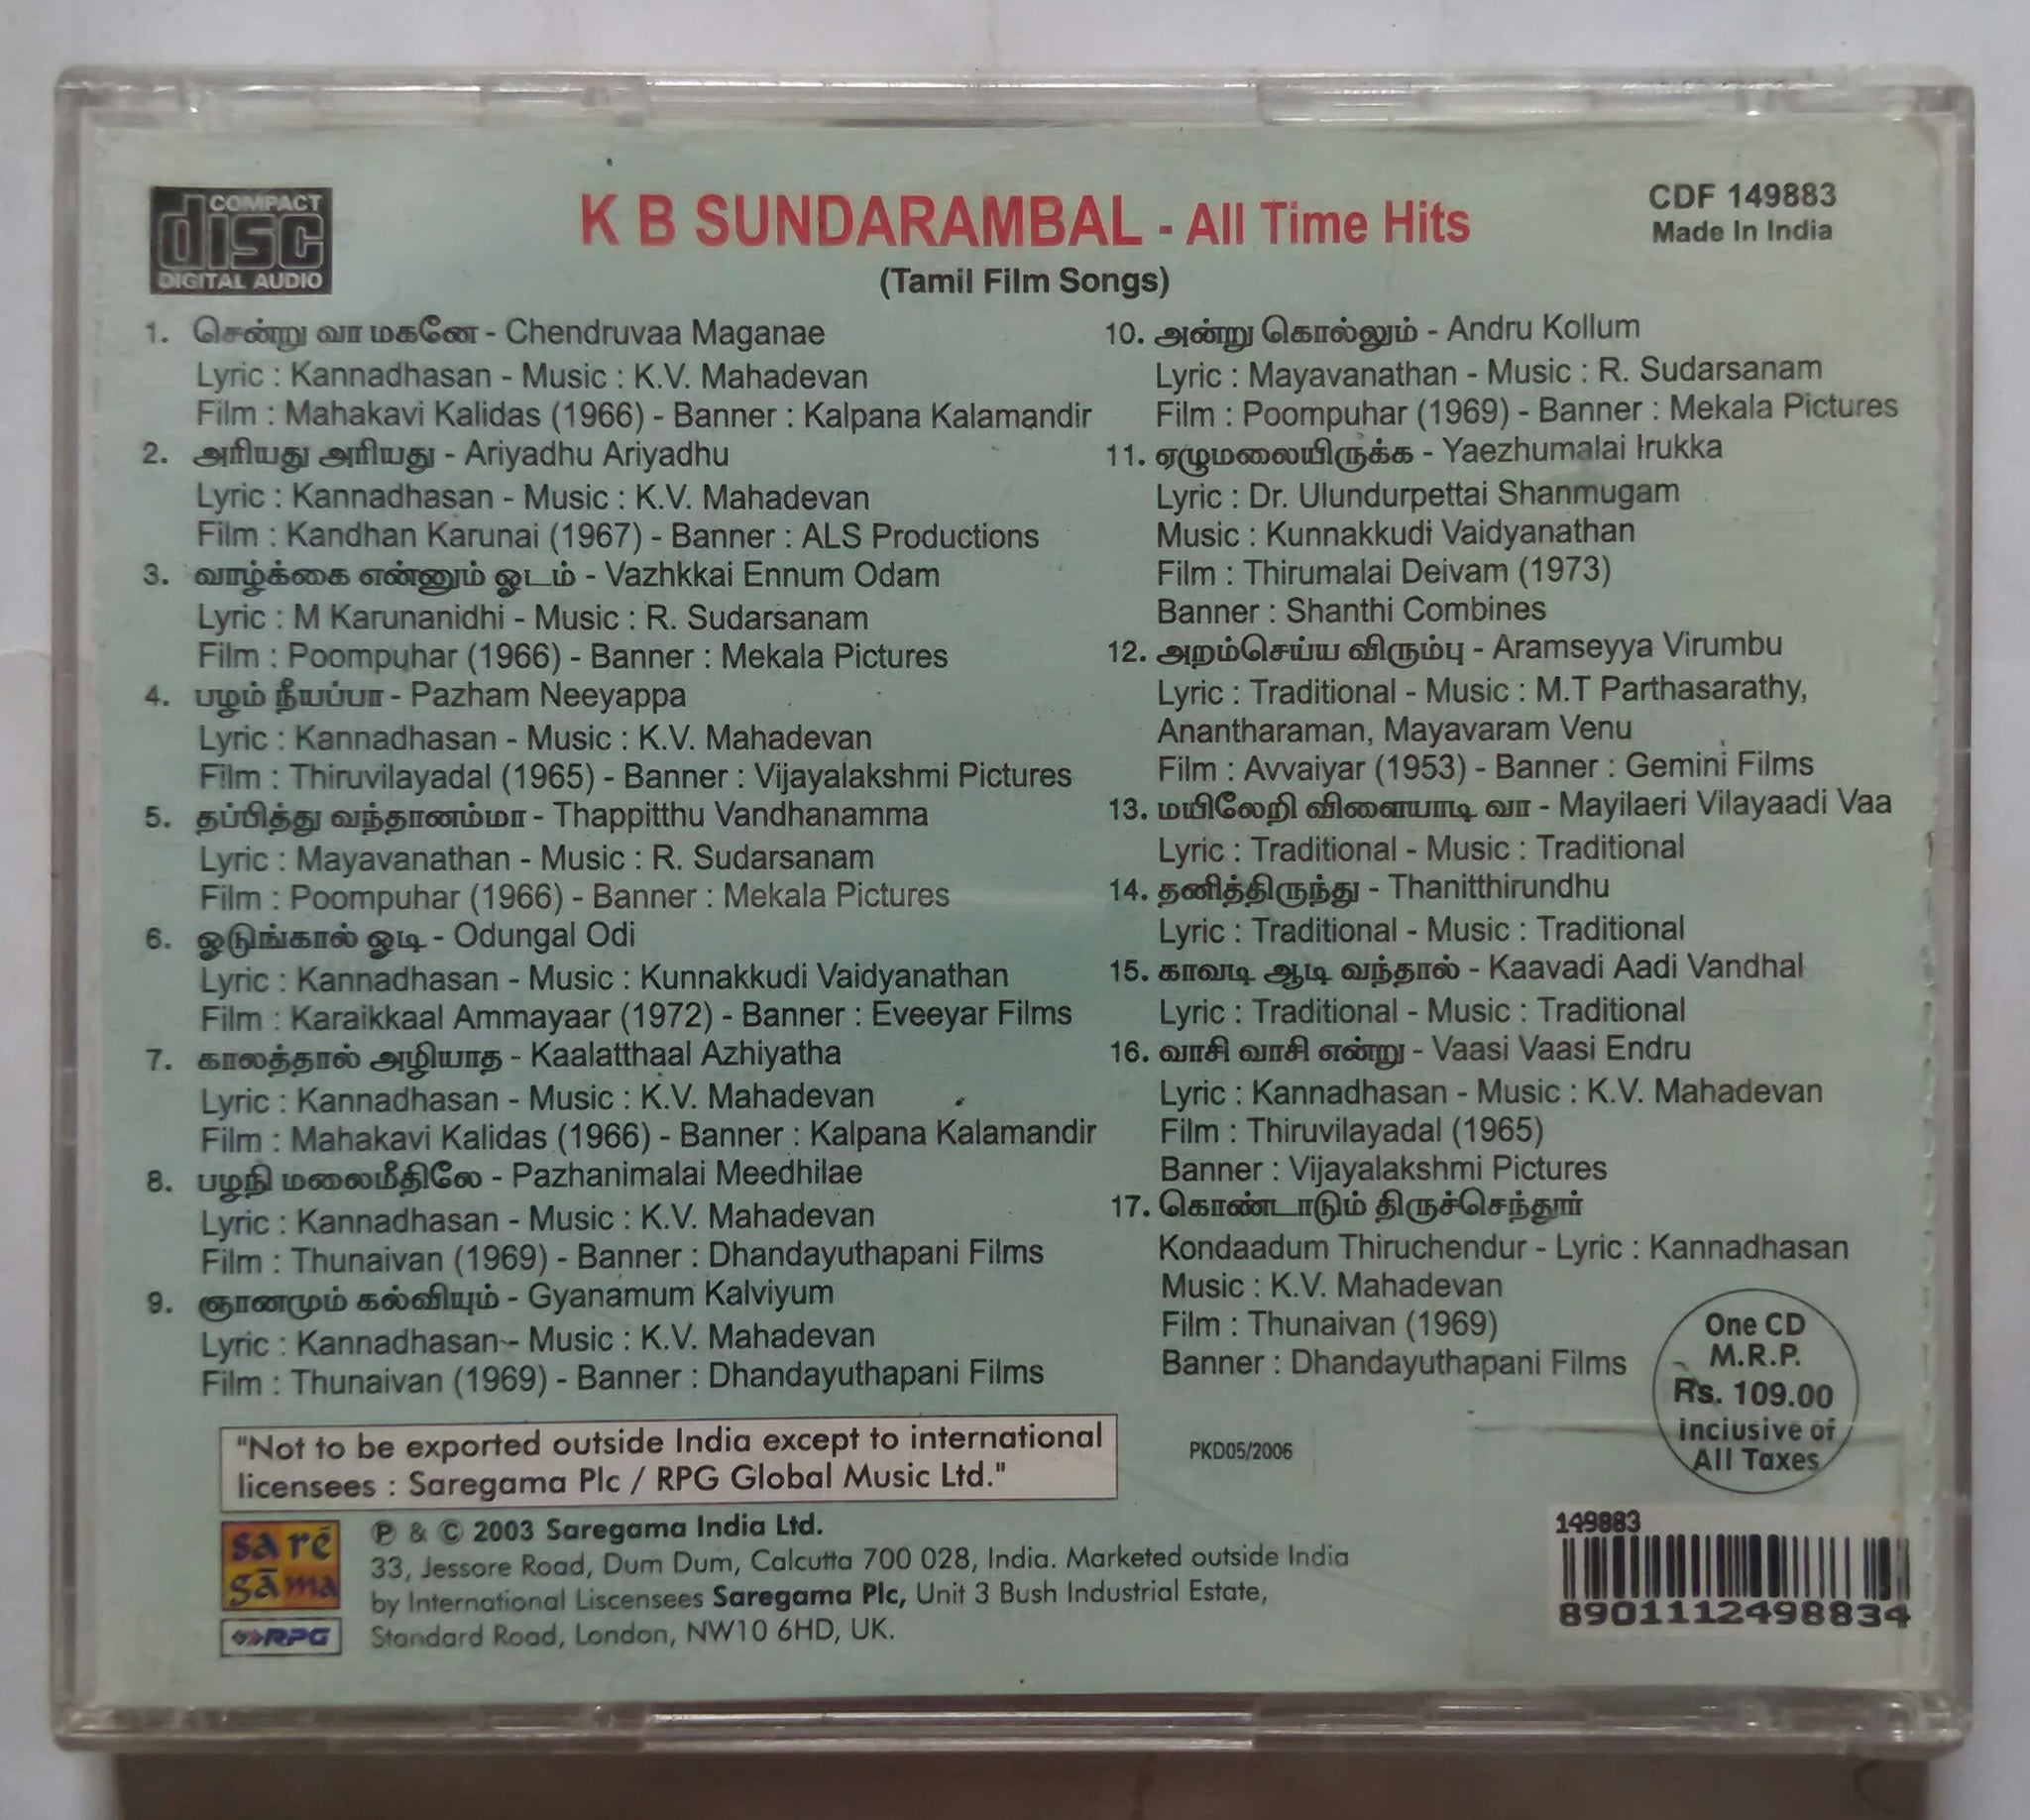 COMPACT
disc
DIGITAL AUDIO
K B SUNDARAMBAL - All Time Hits
(Tamil Film Songs)
CDF 149883
Made In India
1. சென்று வா மகனே - Chendruvaa Maganae
Lyric : Kannadhasan - Music : K.V. Mahadevan
Film : Mahakavi Kalidas (1966) - Banner : Kalpana Kalamandir
2. அரியது அரியது - Ariyadhu Ariyadhu
Lyric : Kannadhasan - Music : K.V. Mahadevan
Film : Kandhan Karunai (1967) - Banner : ALS Productions
3. வாழ்க்கை என்னும் ஓடம் - Vazhkkai Ennum Odam
Lyric : M Karunanidhi - Music : R. Sudarsanam
Film : Poompuhar (1966) - Banner : Mekala Pictures
4. பழம் நீயப்பா - Pazham Neeyappa
Lyric : Kannadhasan - Music : K.V. Mahadevan
Film : Thiruvilayadal (1965) - Banner : Vijayalakshmi Pictures
5. தப்பித்து வந்தானம்மா - Thappitthu Vandhanamma
Lyric : Mayavanathan - Music : R. Sudarsanam
Film : Poompuhar (1966) - Banner : Mekala Pictures
6. ஓடுங்கால் ஓடி - Odungal Odi
Lyric : Kannadhasan - Music : Kunnakkudi Vaidyanathan
Film : Karaikkaal Ammayaar (1972) - Banner : Eveeyar Films
7. காலத்தால் அழியாத - Kaalatthaal Azhiyatha
Lyric : Kannadhasan - Music : K.V. Mahadevan
Film : Mahakavi Kalidas (1966) - Banner : Kalpana Kalamandir
8. பழநி மலைமீதிலே - Pazhanimalai Meedhilae
Lyric : Kannadhasan - Music : K.V. Mahadevan
Film : Thunaivan (1969) - Banner : Dhandayuthapani Films
9. ஞானமும் கல்வியும் - Gyanamum Kalviyum
Lyric : Kannadhasan - Music : K.V. Mahadevan
Film : Thunaivan (1969) - Banner : Dhandayuthapani Films
10. அன்று கொல்லும் - Andru Kollum
Lyric : Mayavanathan - Music : R. Sudarsanam
Film : Poompuhar (1969) - Banner : Mekala Pictures
11. ஏழுமலையிருக்க - Yaezhumalai Irukka
Lyric : Dr. Ulundurpettai Shanmugam
Music : Kunnakkudi Vaidyanathan
Film : Thirumalai Deivam (1973)
Banner : Shanthi Combines
12. அறம்செய்ய விரும்பு - Aramseyya Virumbu
Lyric : Traditional - Music : M.T Parthasarathy,
Anantharaman, Mayavaram Venu
Film : Avvaiyar (1953) - Banner : Gemini Films
13. மயிலேறி விளையாடி வா - Mayilaeri Vilayaadi Vaa
Lyric : Traditional - Music : Traditional
14. தனித்திருந்து - Thanitthirundhu
Lyric : Traditional - Music : Traditional
15. காவடி ஆடி வந்தால் - Kaavadi Aadi Vandhal
Lyric : Traditional - Music : Traditional
16. வாசி வாசி என்று - Vaasi Vaasi Endru
Lyric : Kannadhasan - Music : K.V. Mahadevan
Film : Thiruvilayadal (1965)
Banner : Vijayalakshmi Pictures
17. கொண்டாடும் திருச்செந்தூர்
Kondaadum Thiruchendur - Lyric : Kannadhasan
Music : K.V. Mahadevan
Film : Thunaivan (1969)
Banner : Dhandayuthapani Films
One CD
M.R.P.
Rs. 109.00
inclusive of
All Taxes
"Not to be exported outside India except to international
licensees : Saregama Plc / RPG Global Music Ltd."
PKD05/2006
sa rē
gāma
RPG
Ⓟ & © 2003 Saregama India Ltd.
33, Jessore Road, Dum Dum, Calcutta 700 028, India. Marketed outside India
by International Liscensees Saregama Plc, Unit 3 Bush Industrial Estate,
Standard Road, London, NW10 6HD, UK.
149883
8901112498834